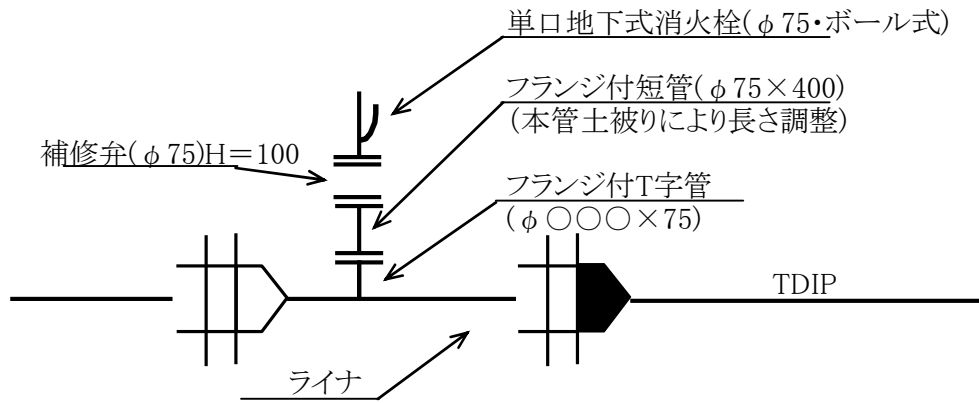 単口地下式消火栓(φ75・ボール式)
フランジ付短管(φ75×400)
(本管土被りにより長さ調整)
補修弁(φ75)H=100
フランジ付T字管
(φ○○○×75)
TDIP
ライナ